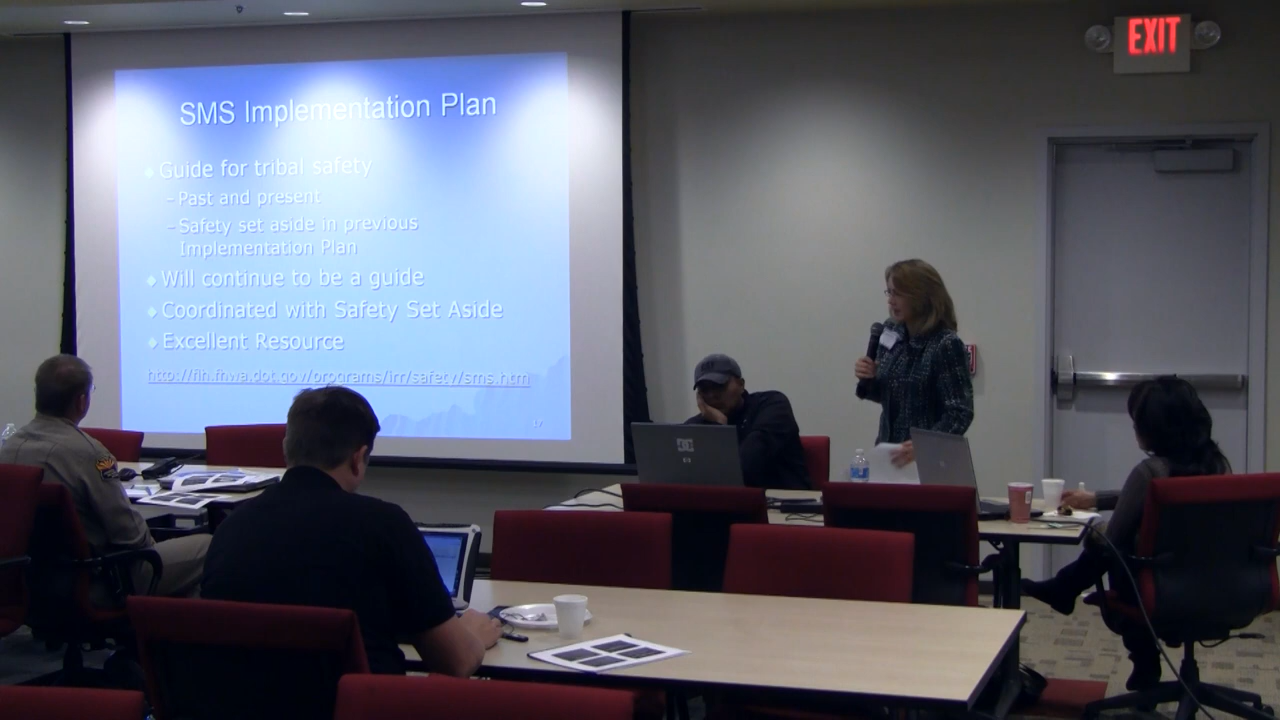 EXIT
SMS Implementation Plan
Guide for tribal safety
– Past and present
– Safety set aside in previous
Implementation Plan
Will continue to be a guide
Coordinated with Safety Set Aside
Excellent Resource
http://flh.fhwa.dot.gov/programs/irr/safety/sms.htm